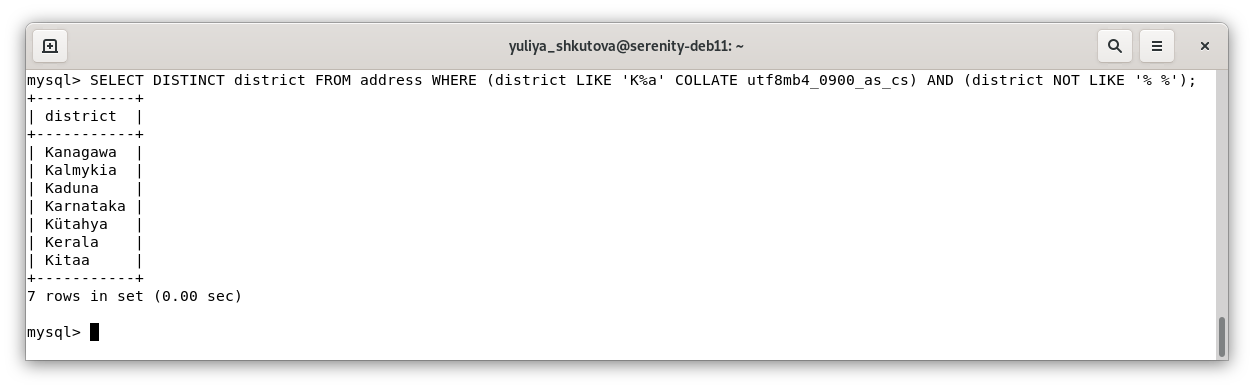 yuliya_shkutova@serenity-deb11: ~
mysql> SELECT DISTINCT district FROM address WHERE (district LIKE 'K%a' COLLATE utf8mb4_0900_as_cs) AND (district NOT LIKE '% %');
+-----------+
| district  |
+-----------+
| Kanagawa  |
| Kalmykia  |
| Kaduna    |
| Karnataka |
| Kütahya   |
| Kerala    |
| Kitaa     |
+-----------+
7 rows in set (0.00 sec)
mysql>